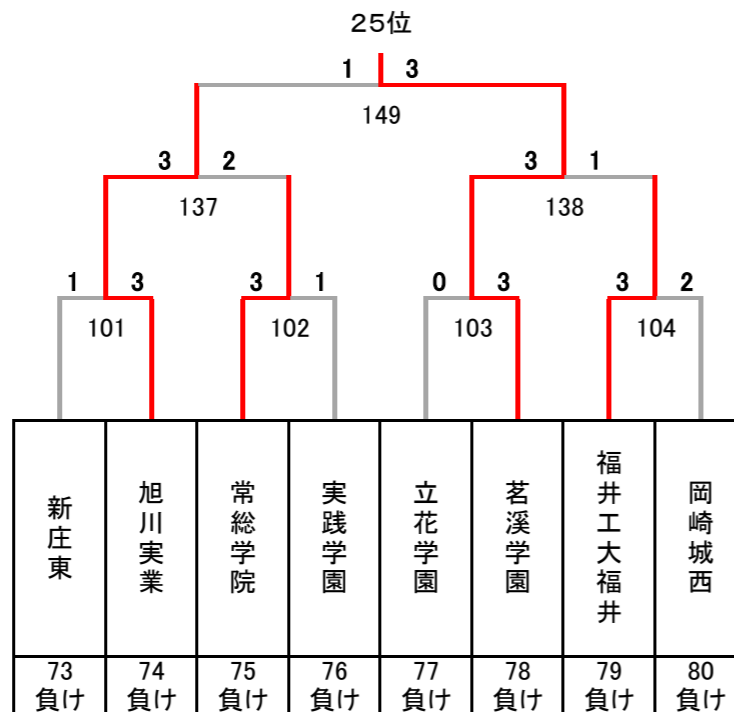 25位
1 3
149
3 2 3 1
137 138
1 3 3 1 0 3 3 2
101 102 103 104
新庄東
旭川実業
常総学院
実践学園
立花学園
茗溪学園
福井工大福井
岡崎城西
73 74 75 76 77 78 79 80
負け 負け 負け 負け 負け 負け 負け 負け